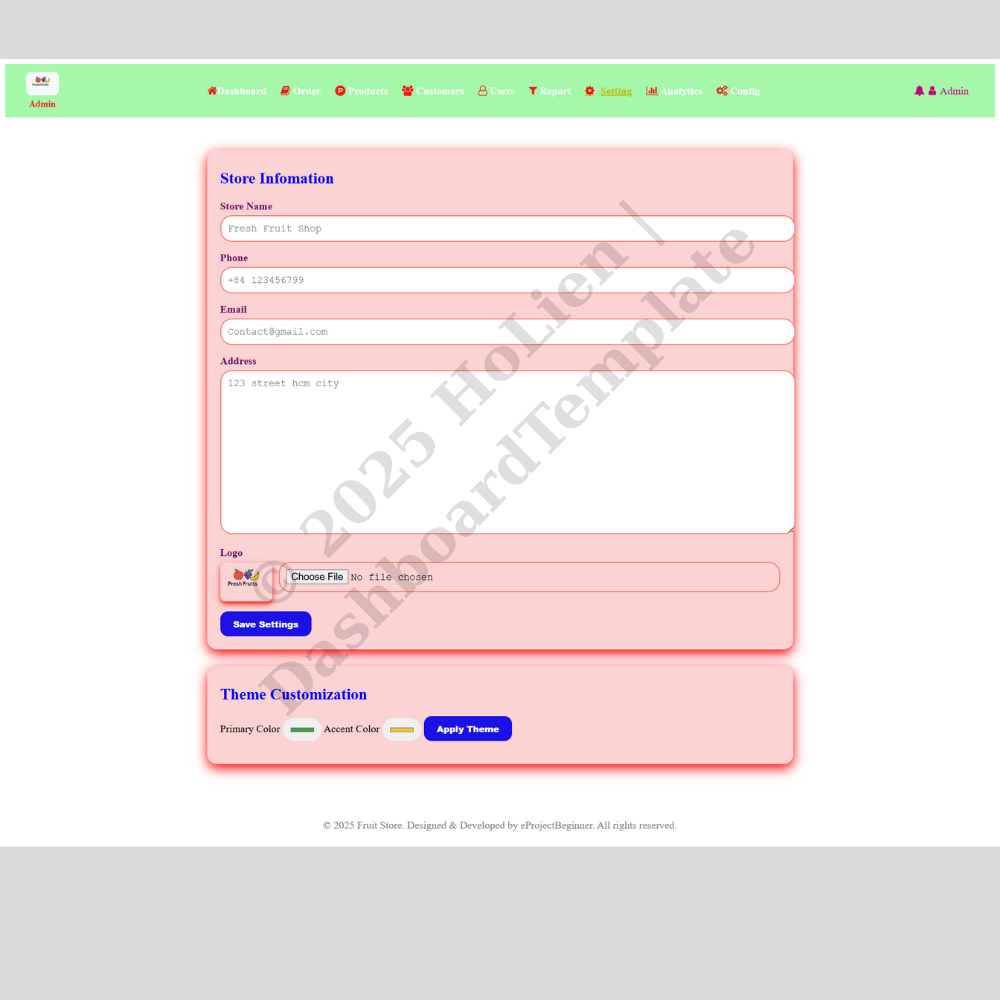 Fresh Fruits
Admin
Dashboard Order Products Customers Users Report Setting Analytics Config
Admin
Store Infomation
Store Name
Fresh Fruit Shop
Phone
+84 123456799
Email
Contact@gmail.com
Address
123 street hcm city
Logo
Fresh Fruits
Choose File No file chosen
Save Settings
Theme Customization
Primary Color Accent Color Apply Theme
© 2025 HoLien |
DashboardTemplate
© 2025 Fruit Store. Designed & Developed by eProjectBeginner. All rights reserved.